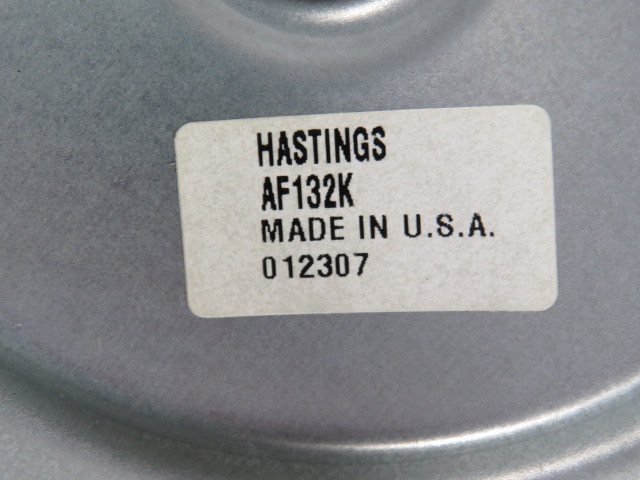 HASTINGS
AF132K
MADE IN U.S.A.
012307